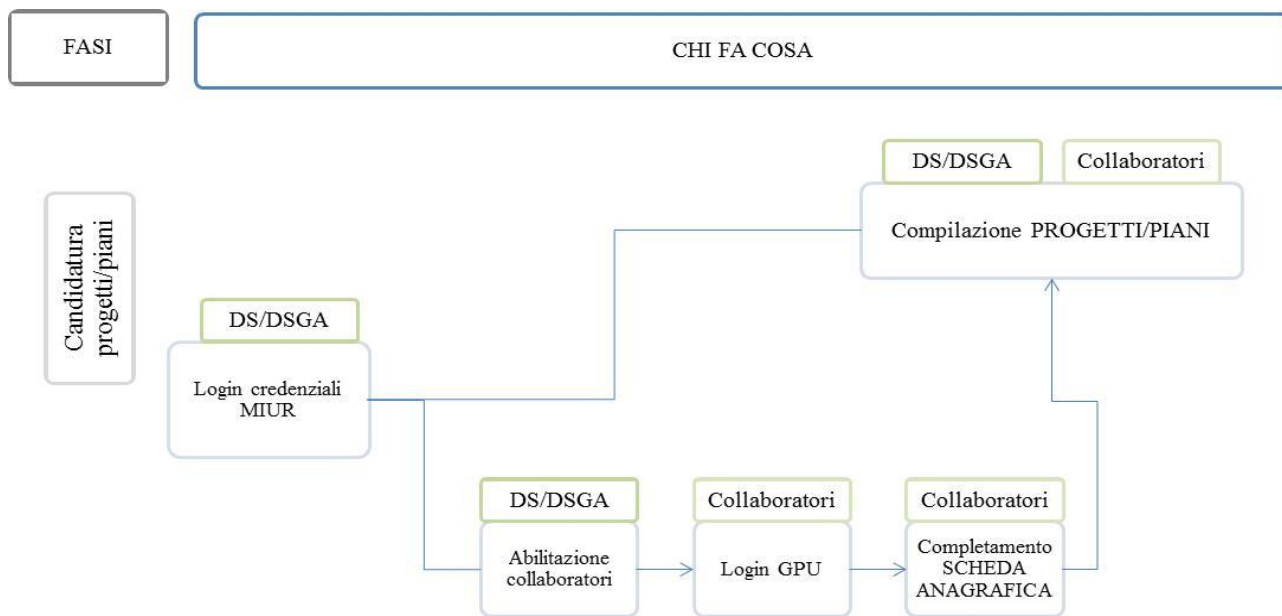 FASI
CHI FA COSA
Candidatura
progetti/piani
DS/DSGA
Collaboratori
Compilazione PROGETTI/PIANI
DS/DSGA
Login credenziali
MIUR
DS/DSGA
Abilitazione
collaboratori
Collaboratori
Login GPU
Collaboratori
Completamento
SCHEDA
ANAGRAFICA